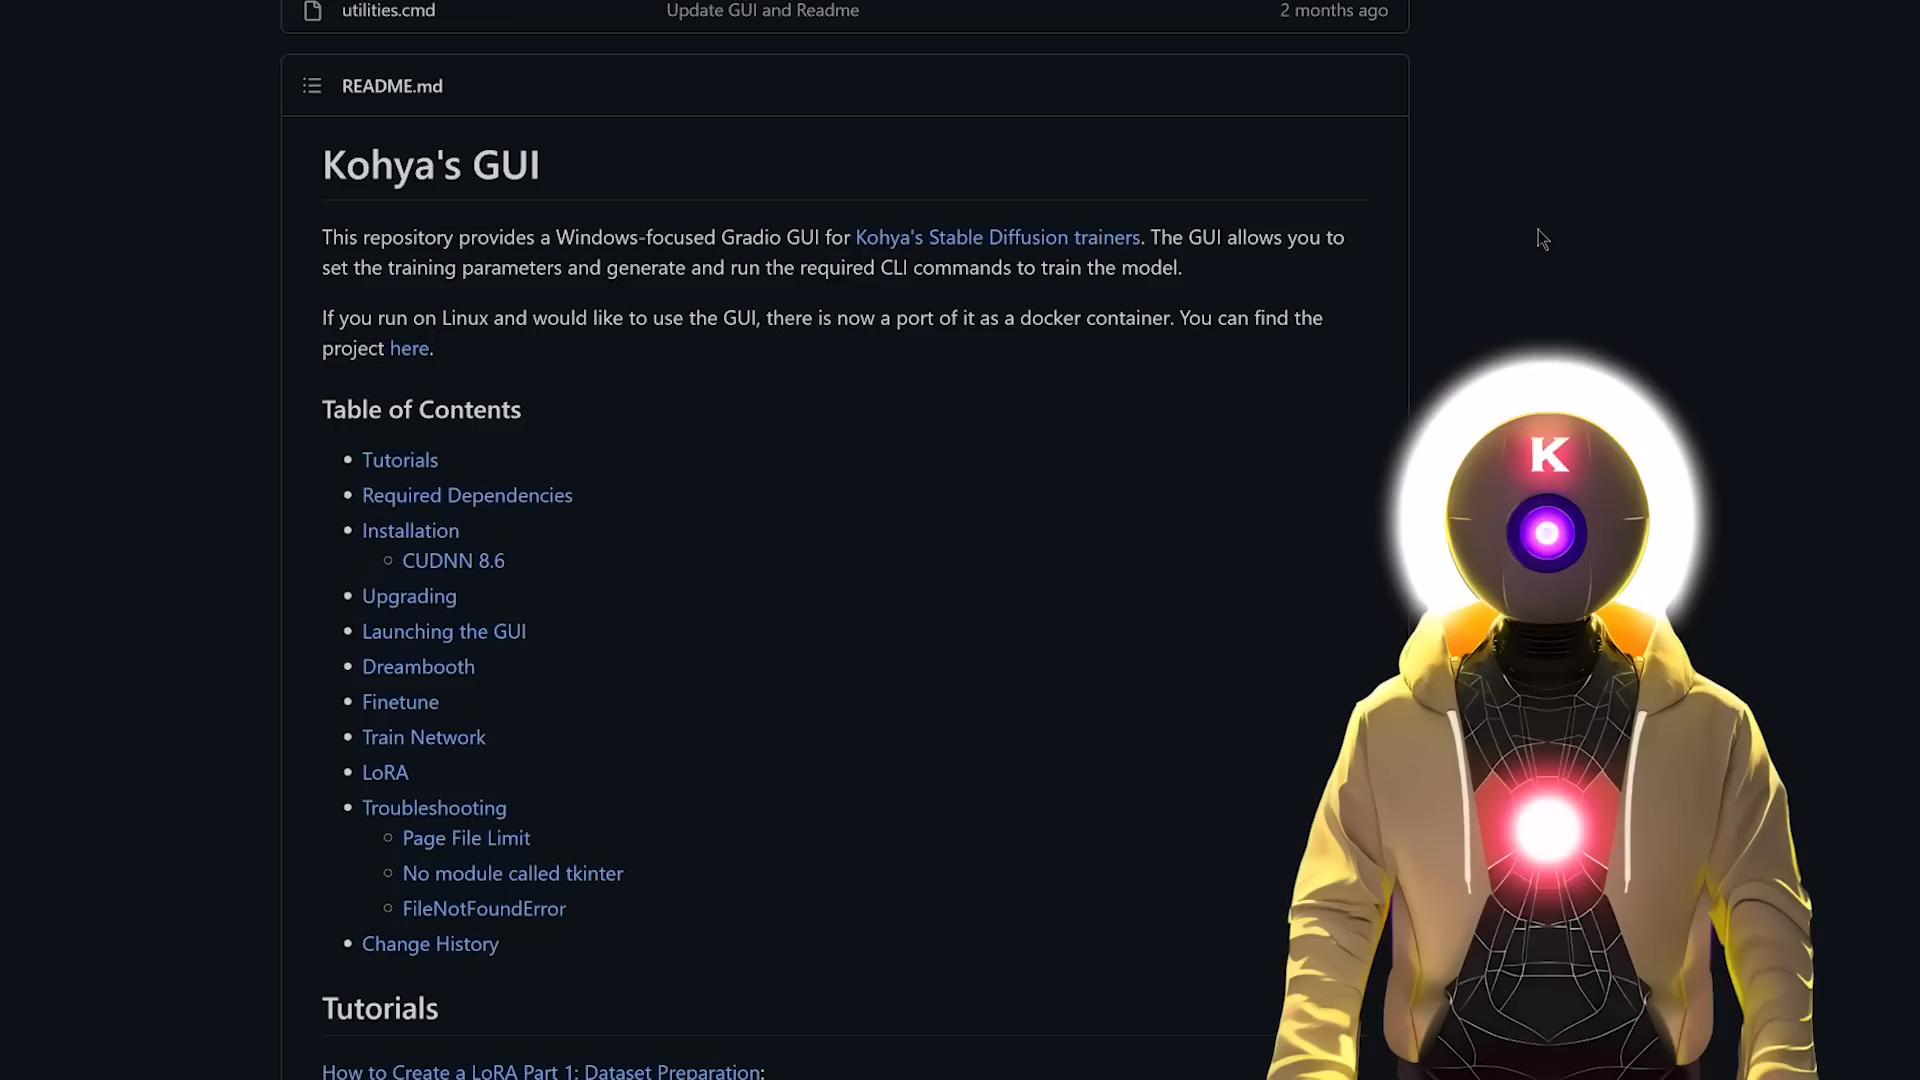 utilities.cmd Update GUI and Readme 2 months ago
README.md
Kohya's GUI
This repository provides a Windows-focused Gradio GUI for Kohya's Stable Diffusion trainers. The GUI allows you to
set the training parameters and generate and run the required CLI commands to train the model.
If you run on Linux and would like to use the GUI, there is now a port of it as a docker container. You can find the
project here.
Table of Contents
Tutorials
Required Dependencies
Installation
CUDNN 8.6
Upgrading
Launching the GUI
Dreambooth
Finetune
Train Network
LoRA
Troubleshooting
Page File Limit
No module called tkinter
FileNotFoundError
Change History
Tutorials
How to Create a LoRA Part 1: Dataset Preparation:
K